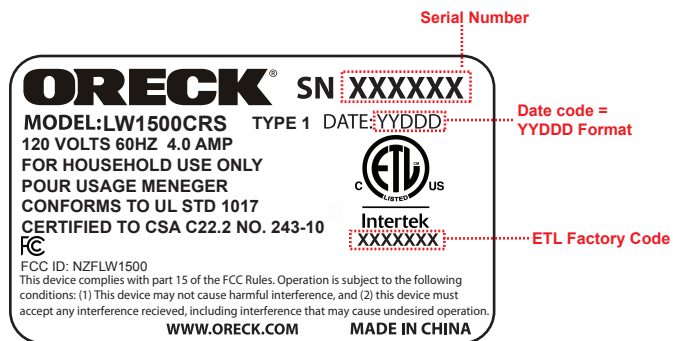 Serial Number
ORECK® SN XXXXXX
MODEL:LW1500CRS TYPE 1 DATE:YYDDD
Date code =
YYDDD Format
120 VOLTS 60HZ 4.0 AMP
FOR HOUSEHOLD USE ONLY
POUR USAGE MENEGER
CONFORMS TO UL STD 1017
CERTIFIED TO CSA C22.2 NO. 243-10
C ETL CM US
LISTED
Intertek
XXXXXXX
ETL Factory Code
FC
FCC ID: NZFLW1500
This device complies with part 15 of the FCC Rules. Operation is subject to the following
conditions: (1) This device may not cause harmful interference, and (2) this device must
accept any interference recieved, including interference that may cause undesired operation.
WWW.ORECK.COM MADE IN CHINA